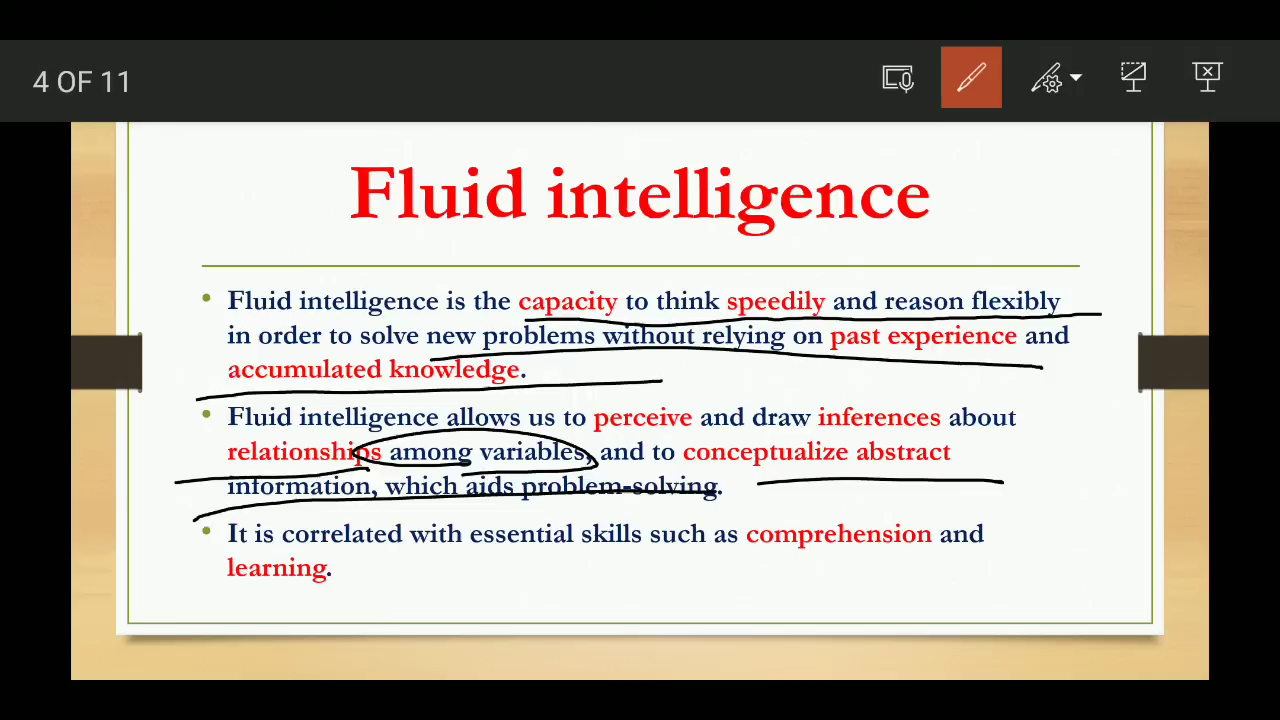 4 OF 11
Fluid intelligence
• Fluid intelligence is the capacity to think speedily and reason flexibly
in order to solve new problems without relying on past experience and
accumulated knowledge.
• Fluid intelligence allows us to perceive and draw inferences about
relationships among variables, and to conceptualize abstract
information, which aids problem-solving.
• It is correlated with essential skills such as comprehension and
learning.